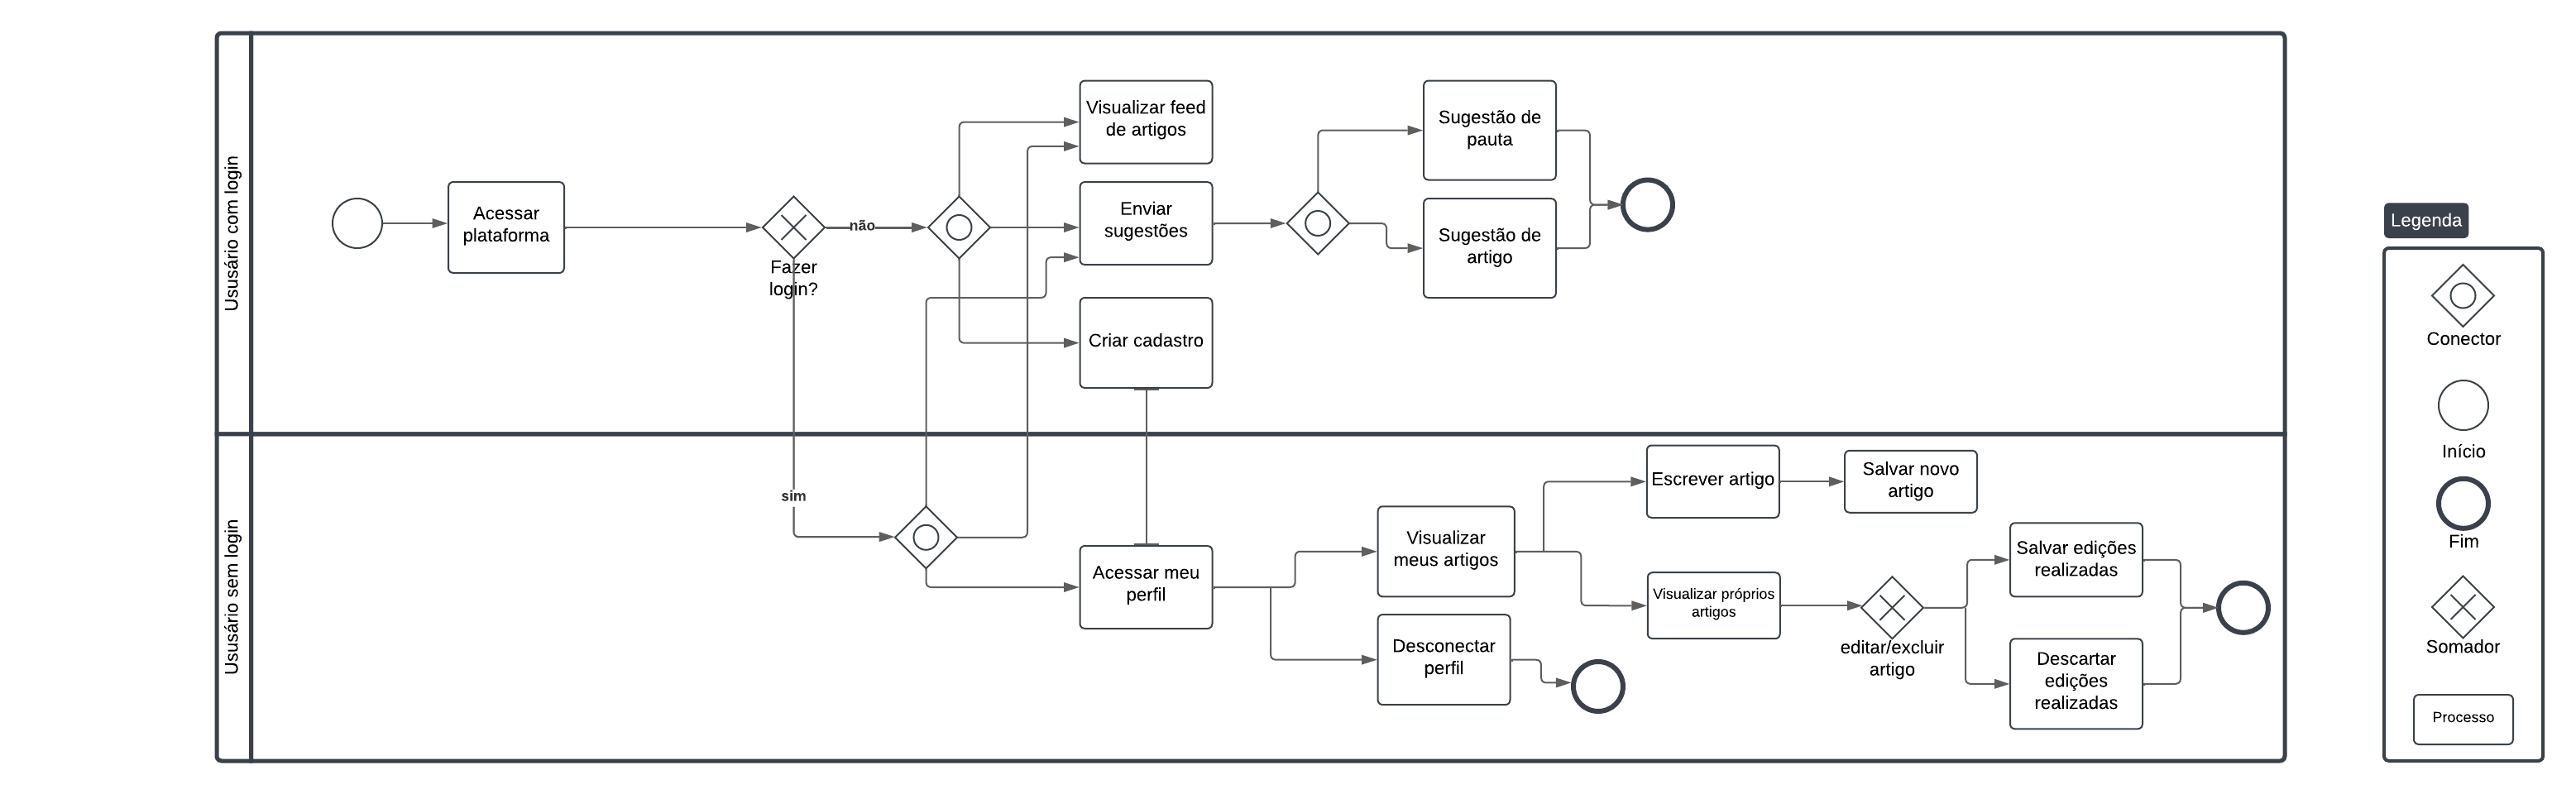 Ususário com login
Acessar
plataforma
Fazer
login?
não
sim
Visualizar feed
de artigos
Enviar
sugestões
Criar cadastro
Sugestão de
pauta
Sugestão de
artigo
Ususário sem login
Acessar meu
perfil
Visualizar
meus artigos
Desconectar
perfil
Escrever artigo
Salvar novo
artigo
Visualizar próprios
artigos
editar/excluir
artigo
Salvar edições
realizadas
Descartar
edições
realizadas
Legenda
Conector
Início
Fim
Somador
Processo